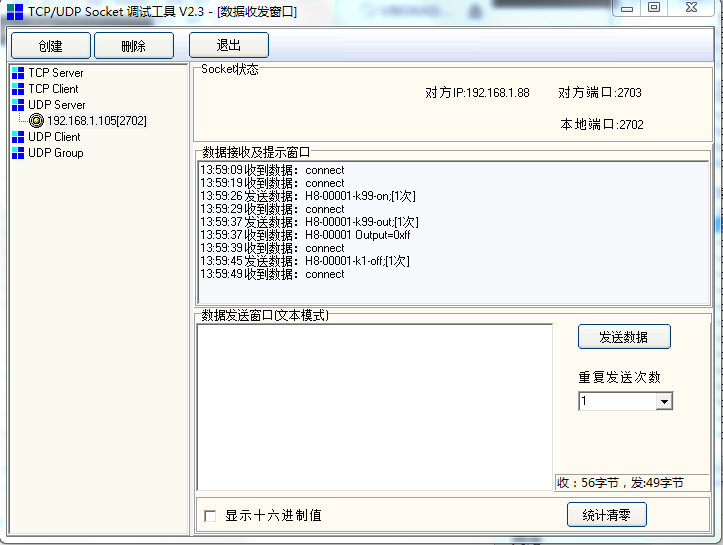 TCP/UDP Socket 调试工具 V2.3 - [数据收发窗口]
创建 删除 退出
TCP Server
TCP Client
UDP Server
192.168.1.105[2702]
UDP Client
UDP Group
Socket状态
对方IP:192.168.1.88 对方端口:2703
本地端口:2702
数据接收及提示窗口
13:59:09收到数据：connect
13:59:19收到数据：connect
13:59:26发送数据：H8-00001-k99-on;[1次]
13:59:29收到数据：connect
13:59:37发送数据：H8-00001-k99-out;[1次]
13:59:37收到数据：H8-00001 Output=0xff
13:59:39收到数据：connect
13:59:45发送数据：H8-00001-k1-off;[1次]
13:59:49收到数据：connect
数据发送窗口(文本模式)
发送数据
重复发送次数
1
收：56字节，发:49字节
显示十六进制值
统计清零